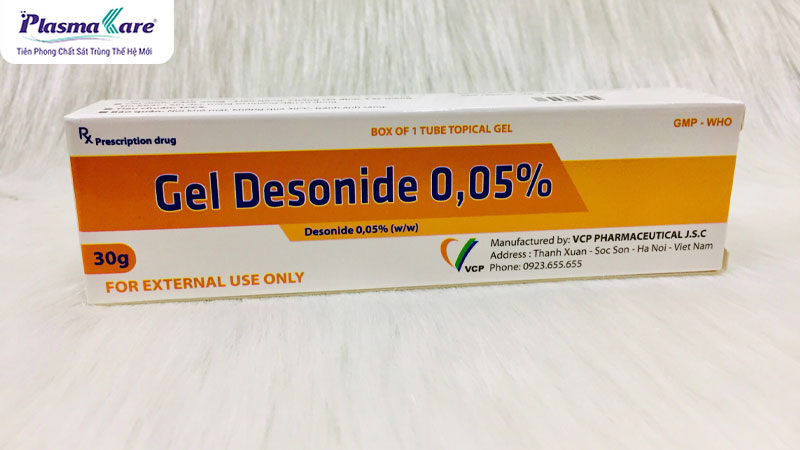 PlasmaKare®
Tiên Phong Chất Sát Trùng Thế Hệ Mới
Rx Prescription drug
BOX OF 1 TUBE TOPICAL GEL
GMP - WHO
Gel Desonide 0,05%
Desonide 0,05% (w/w)
30g
FOR EXTERNAL USE ONLY
VCP
Manufactured by: VCP PHARMACEUTICAL J.S.C
Address : Thanh Xuan - Soc Son - Ha Noi - Viet Nam
Phone: 0923.655.655